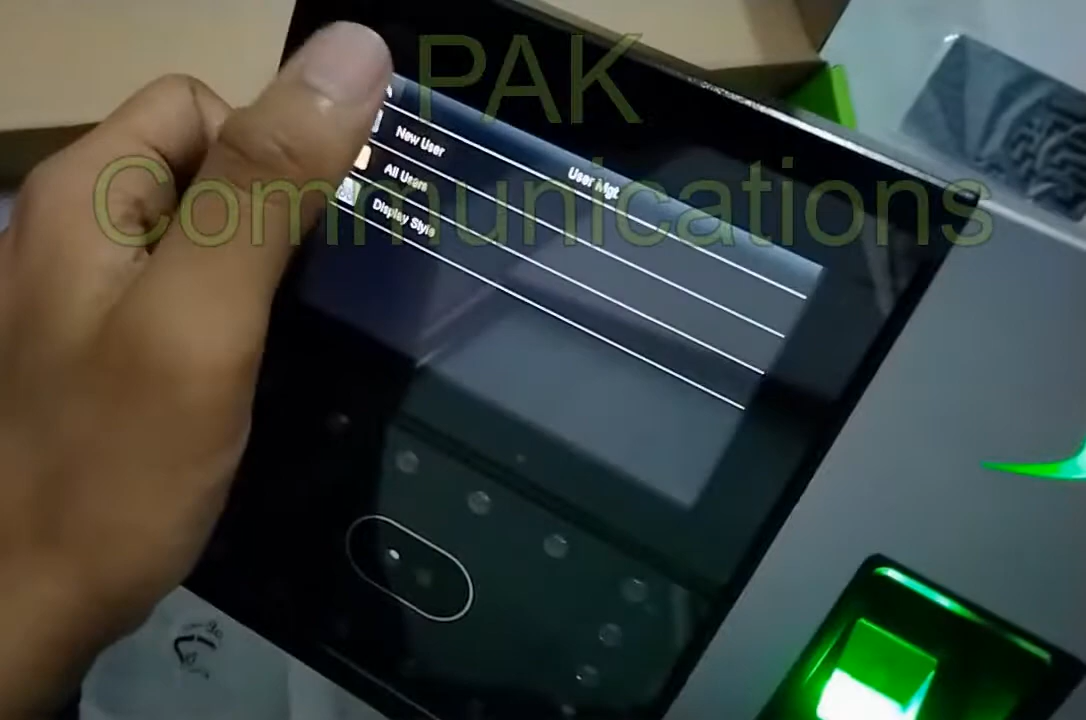 PAK
Communications
User Mgt.
New User
All Users
Display Style